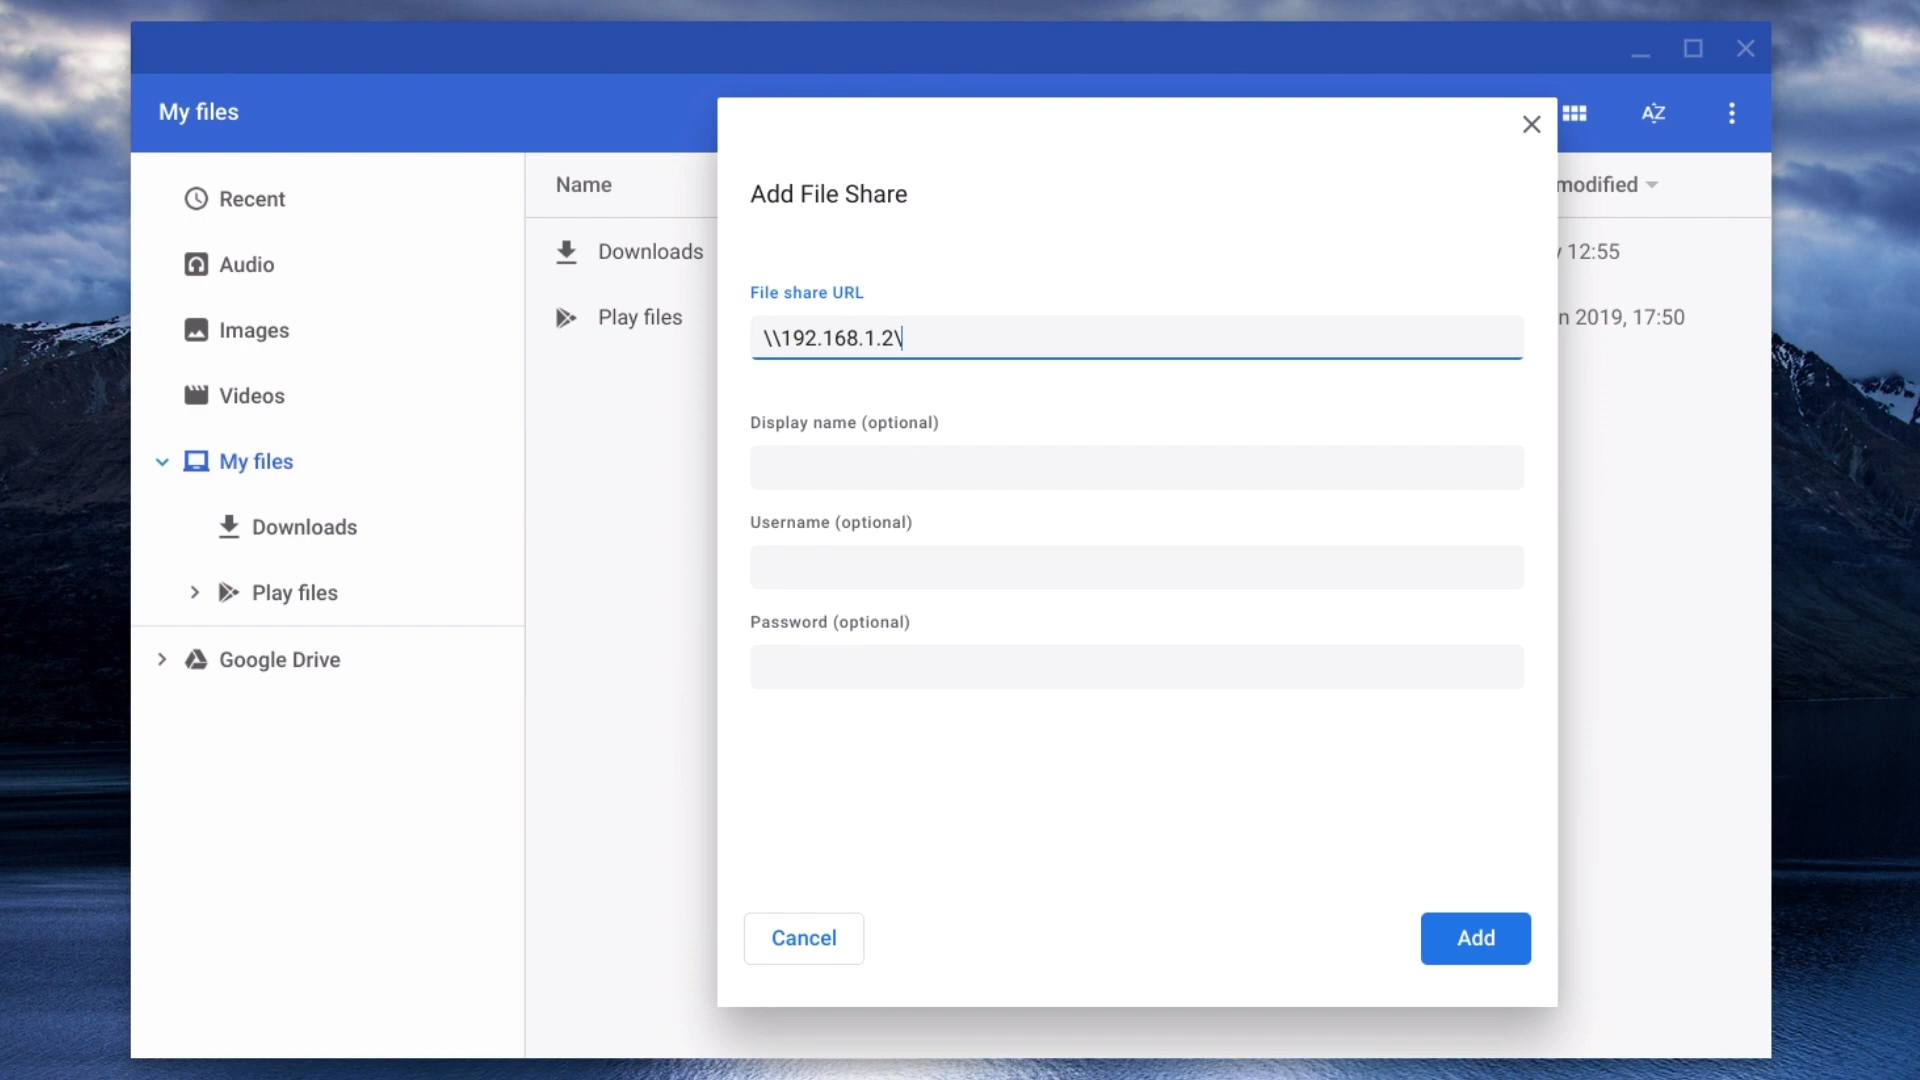 My files
AZ
Recent
Audio
Images
Videos
My files
Downloads
Play files
Google Drive
Name
modified
Downloads
12:55
Play files
n 2019, 17:50
Add File Share
File share URL
\\192.168.1.2\
Display name (optional)
Username (optional)
Password (optional)
Cancel
Add